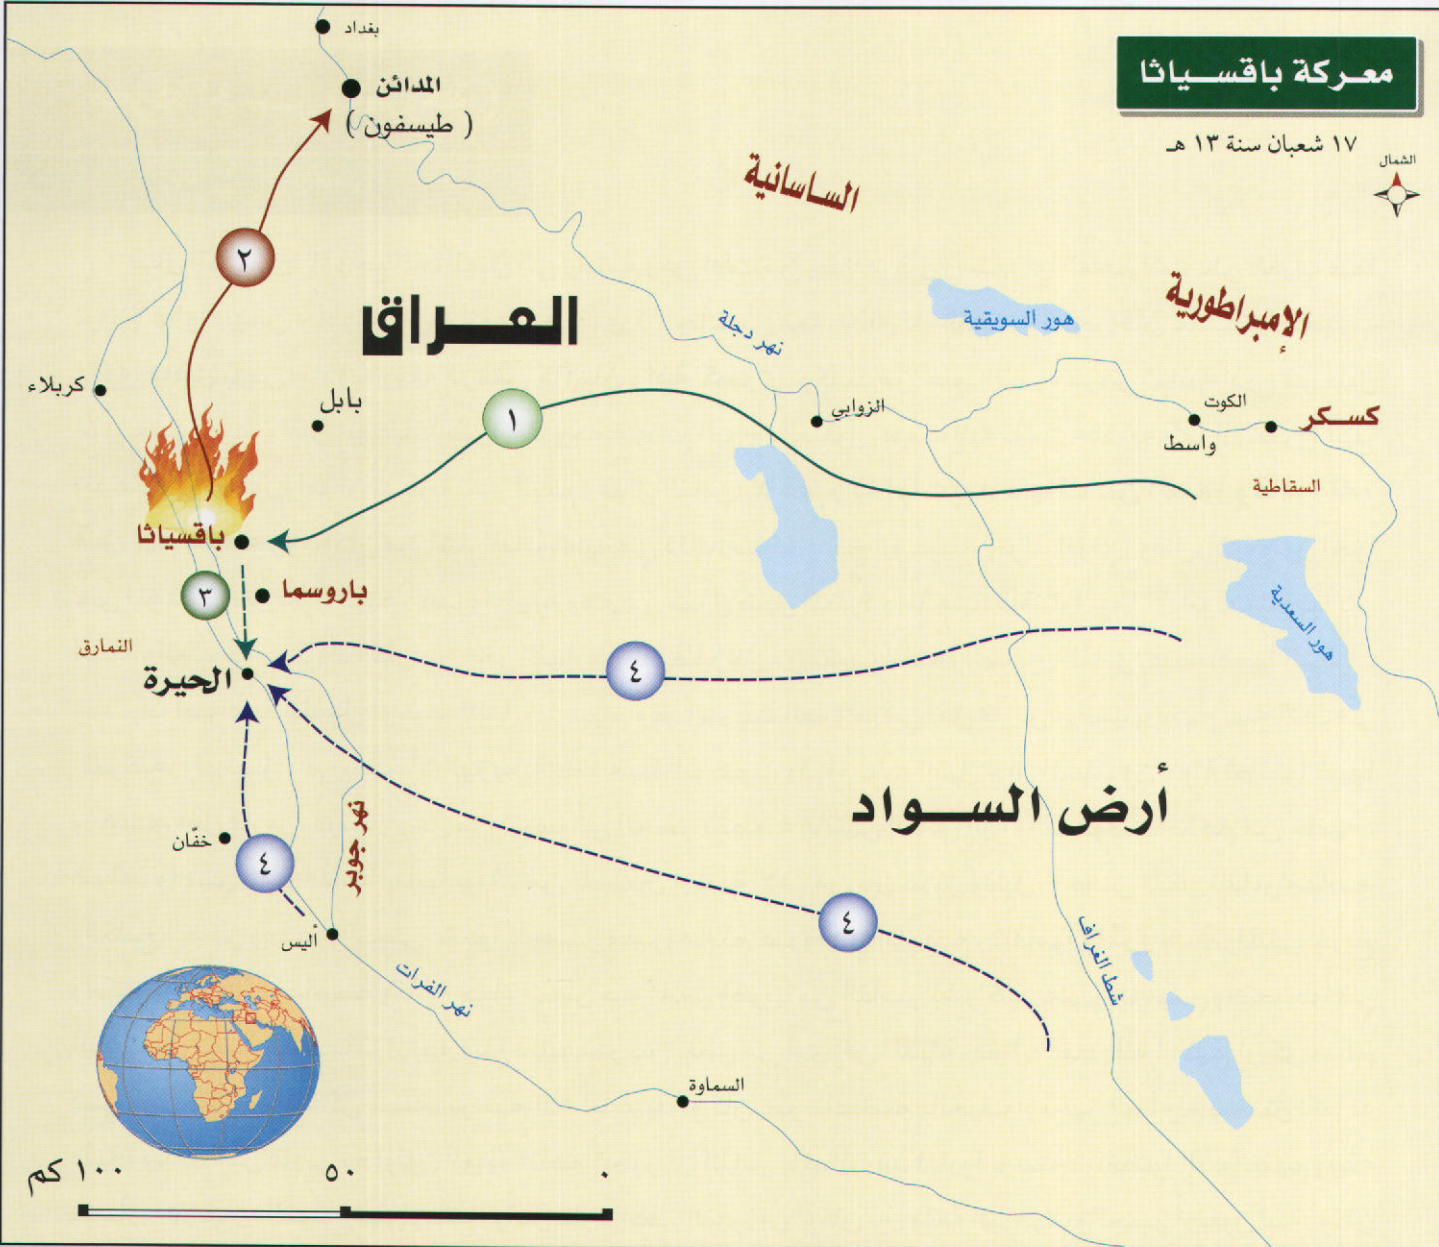 معركة باقسياثا
١٧ شعبان سنة ١٣ هـ
الشمال
بغداد
المدائن
( طيسفون )
الساسانية
الإمبراطورية
٢
العراق
نهر دجلة
هور السويقية
كربلاء
بابل
١
الزوابي
الكوت
واسط
كسكر
السقاطية
باقسياثا
٣
باروسما
هور السعدية
النمارق
الحيرة
٤
أرض السواد
نهر جوبر
خفّان
٤
٤
أليس
نهر الفرات
شط الغراف
السماوة
١٠٠ كم
٥٠
٠